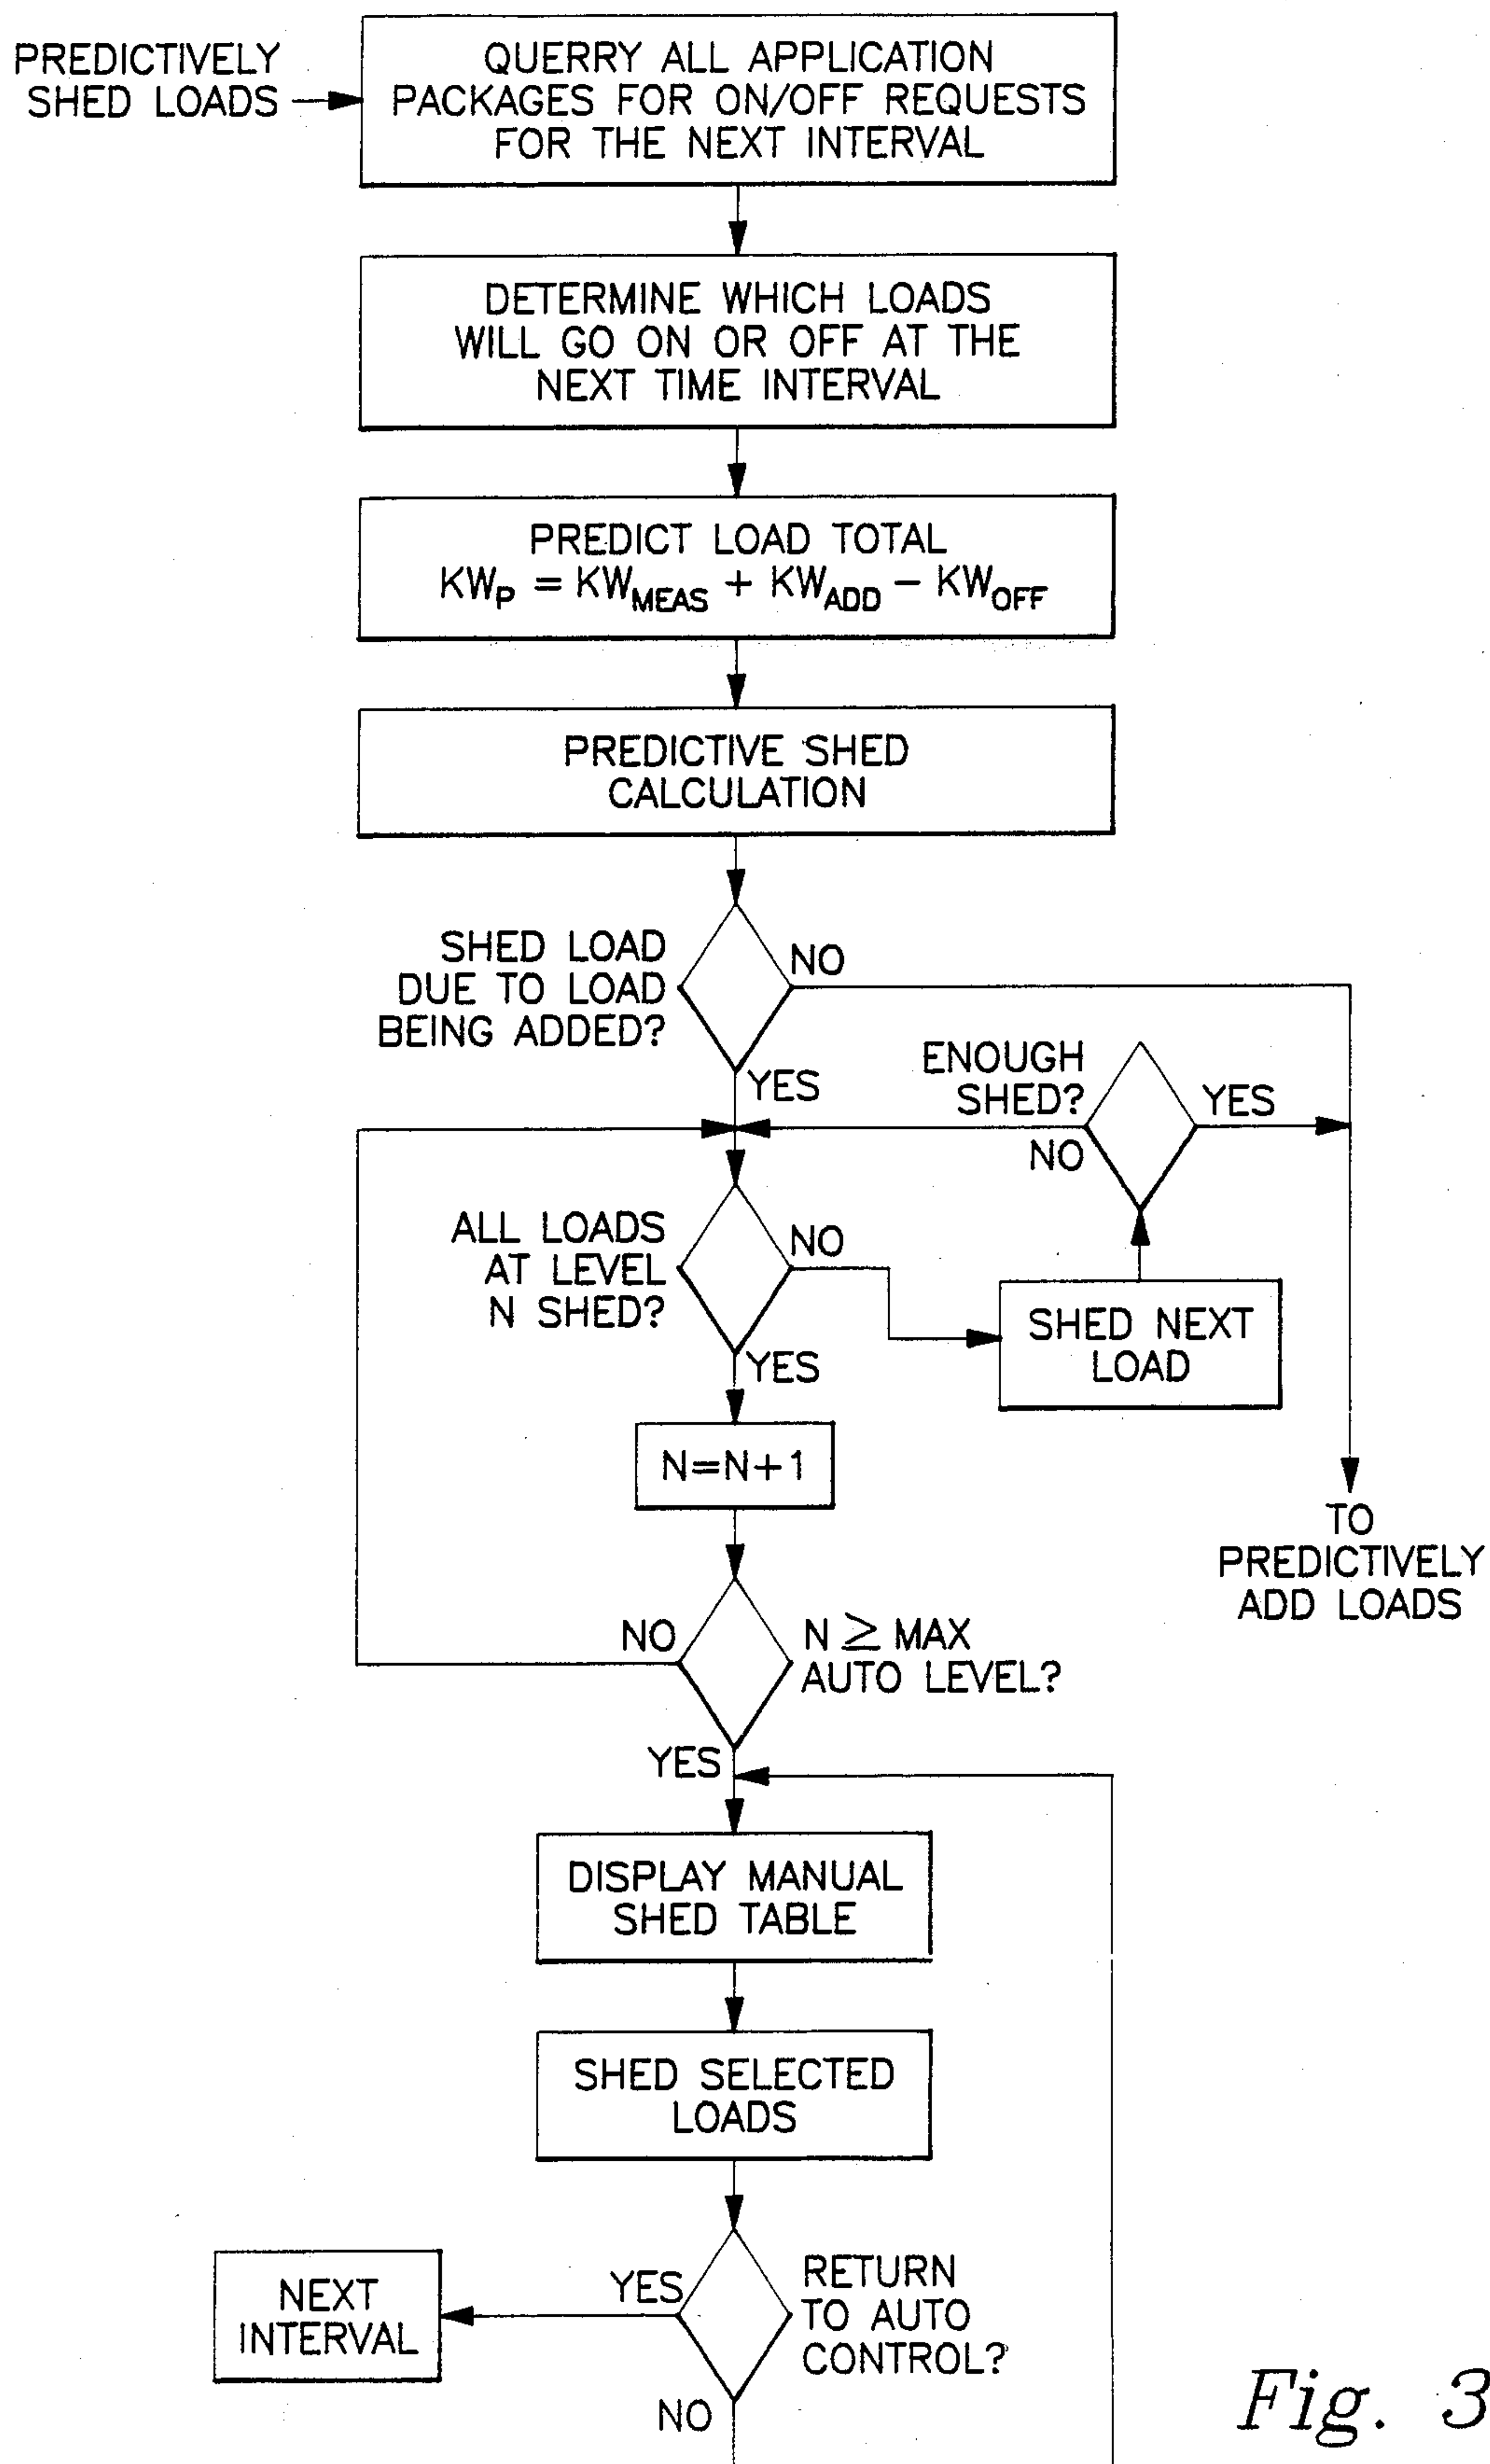 PREDICTIVELY
SHED LOADS
QUERRY ALL APPLICATION
PACKAGES FOR ON/OFF REQUESTS
FOR THE NEXT INTERVAL
DETERMINE WHICH LOADS
WILL GO ON OR OFF AT THE
NEXT TIME INTERVAL
PREDICT LOAD TOTAL
KWP = KWMEAS + KWADD − KWOFF
PREDICTIVE SHED
CALCULATION
SHED LOAD
DUE TO LOAD
BEING ADDED?
NO
YES
ENOUGH
SHED?
YES
NO
ALL LOADS
AT LEVEL
N SHED?
NO
YES
SHED NEXT
LOAD
N=N+1
TO
PREDICTIVELY
ADD LOADS
NO
N ≥ MAX
AUTO LEVEL?
YES
DISPLAY MANUAL
SHED TABLE
SHED SELECTED
LOADS
NEXT
INTERVAL
YES
RETURN
TO AUTO
CONTROL?
NO
Fig. 3